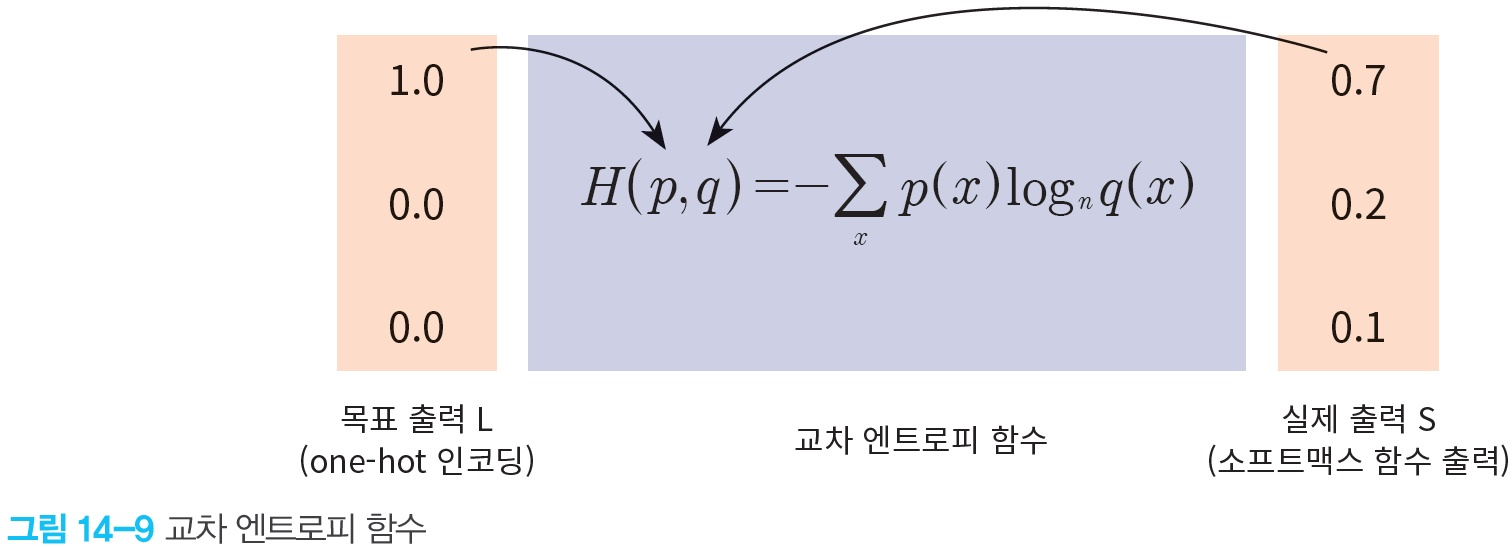 1.0
0.0
0.0
H(p,q)=-∑ p(x)logₙq(x)
x
0.7
0.2
0.1
목표 출력 L
(one-hot 인코딩)
교차 엔트로피 함수
실제 출력 S
(소프트맥스 함수 출력)
그림 14-9 교차 엔트로피 함수